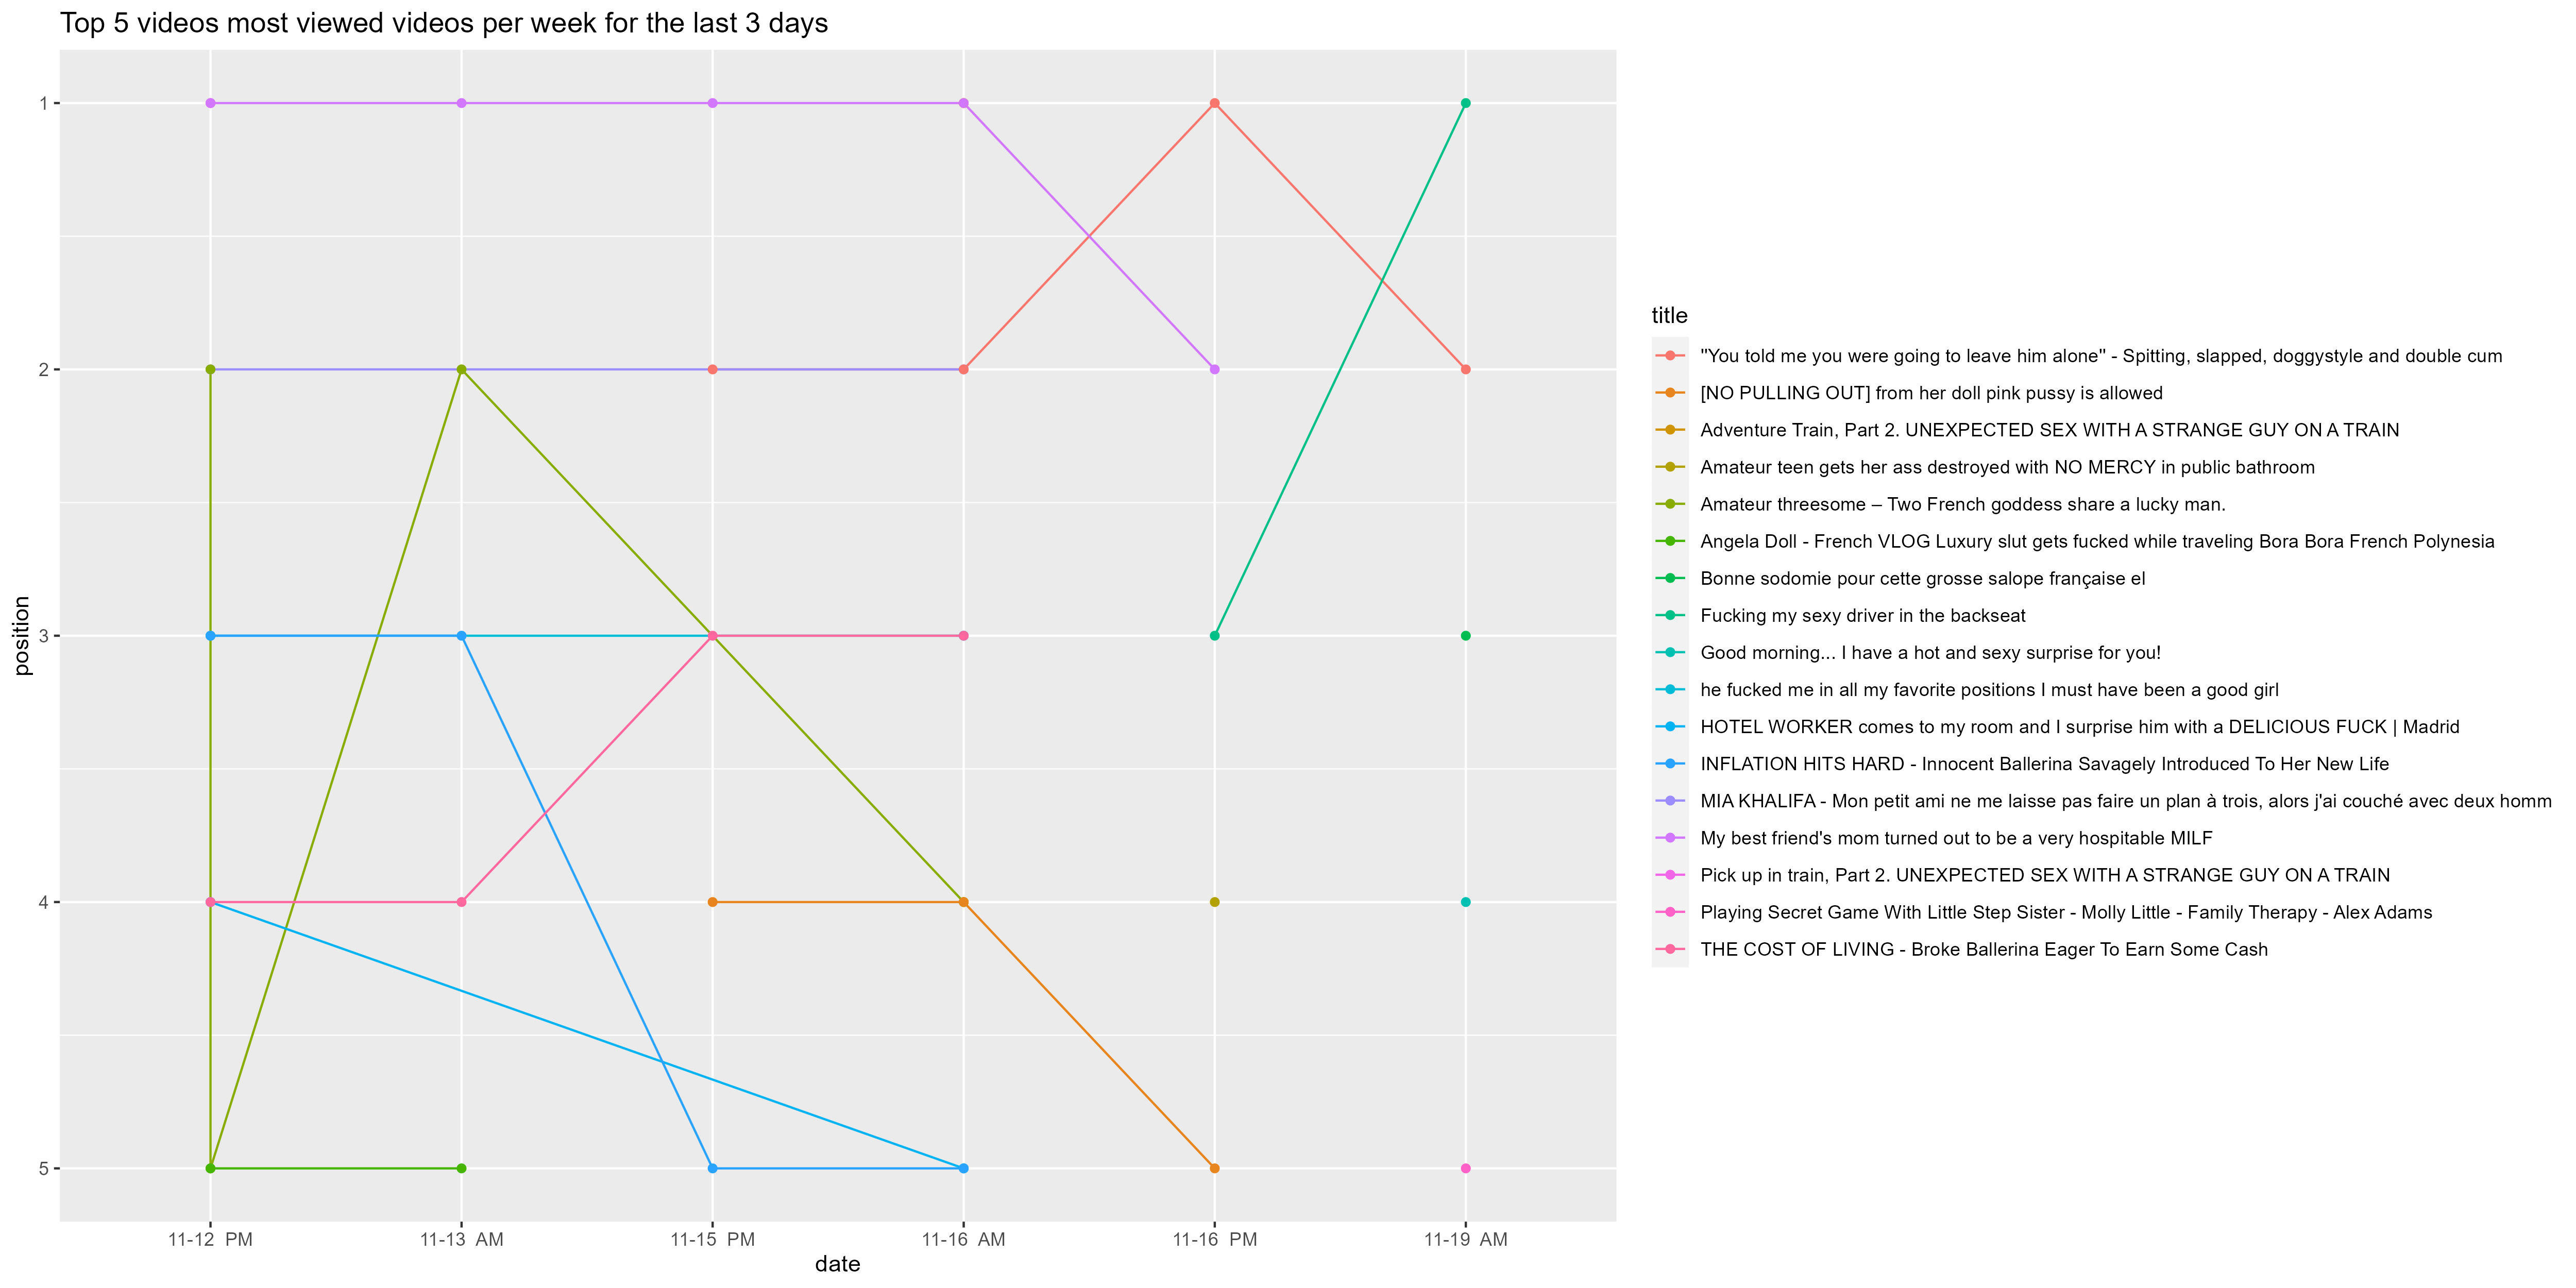 Top 5 videos most viewed videos per week for the last 3 days
position
1
2
3
4
5
11-12 PM
11-13 AM
11-15 PM
11-16 AM
11-16 PM
11-19 AM
date
title
"You told me you were going to leave him alone" - Spitting, slapped, doggystyle and double cum
[NO PULLING OUT] from her doll pink pussy is allowed
Adventure Train, Part 2. UNEXPECTED SEX WITH A STRANGE GUY ON A TRAIN
Amateur teen gets her ass destroyed with NO MERCY in public bathroom
Amateur threesome – Two French goddess share a lucky man.
Angela Doll - French VLOG Luxury slut gets fucked while traveling Bora Bora French Polynesia
Bonne sodomie pour cette grosse salope française el
Fucking my sexy driver in the backseat
Good morning... I have a hot and sexy surprise for you!
he fucked me in all my favorite positions I must have been a good girl
HOTEL WORKER comes to my room and I surprise him with a DELICIOUS FUCK | Madrid
INFLATION HITS HARD - Innocent Ballerina Savagely Introduced To Her New Life
MIA KHALIFA - Mon petit ami ne me laisse pas faire un plan à trois, alors j'ai couché avec deux homm
My best friend's mom turned out to be a very hospitable MILF
Pick up in train, Part 2. UNEXPECTED SEX WITH A STRANGE GUY ON A TRAIN
Playing Secret Game With Little Step Sister - Molly Little - Family Therapy - Alex Adams
THE COST OF LIVING - Broke Ballerina Eager To Earn Some Cash